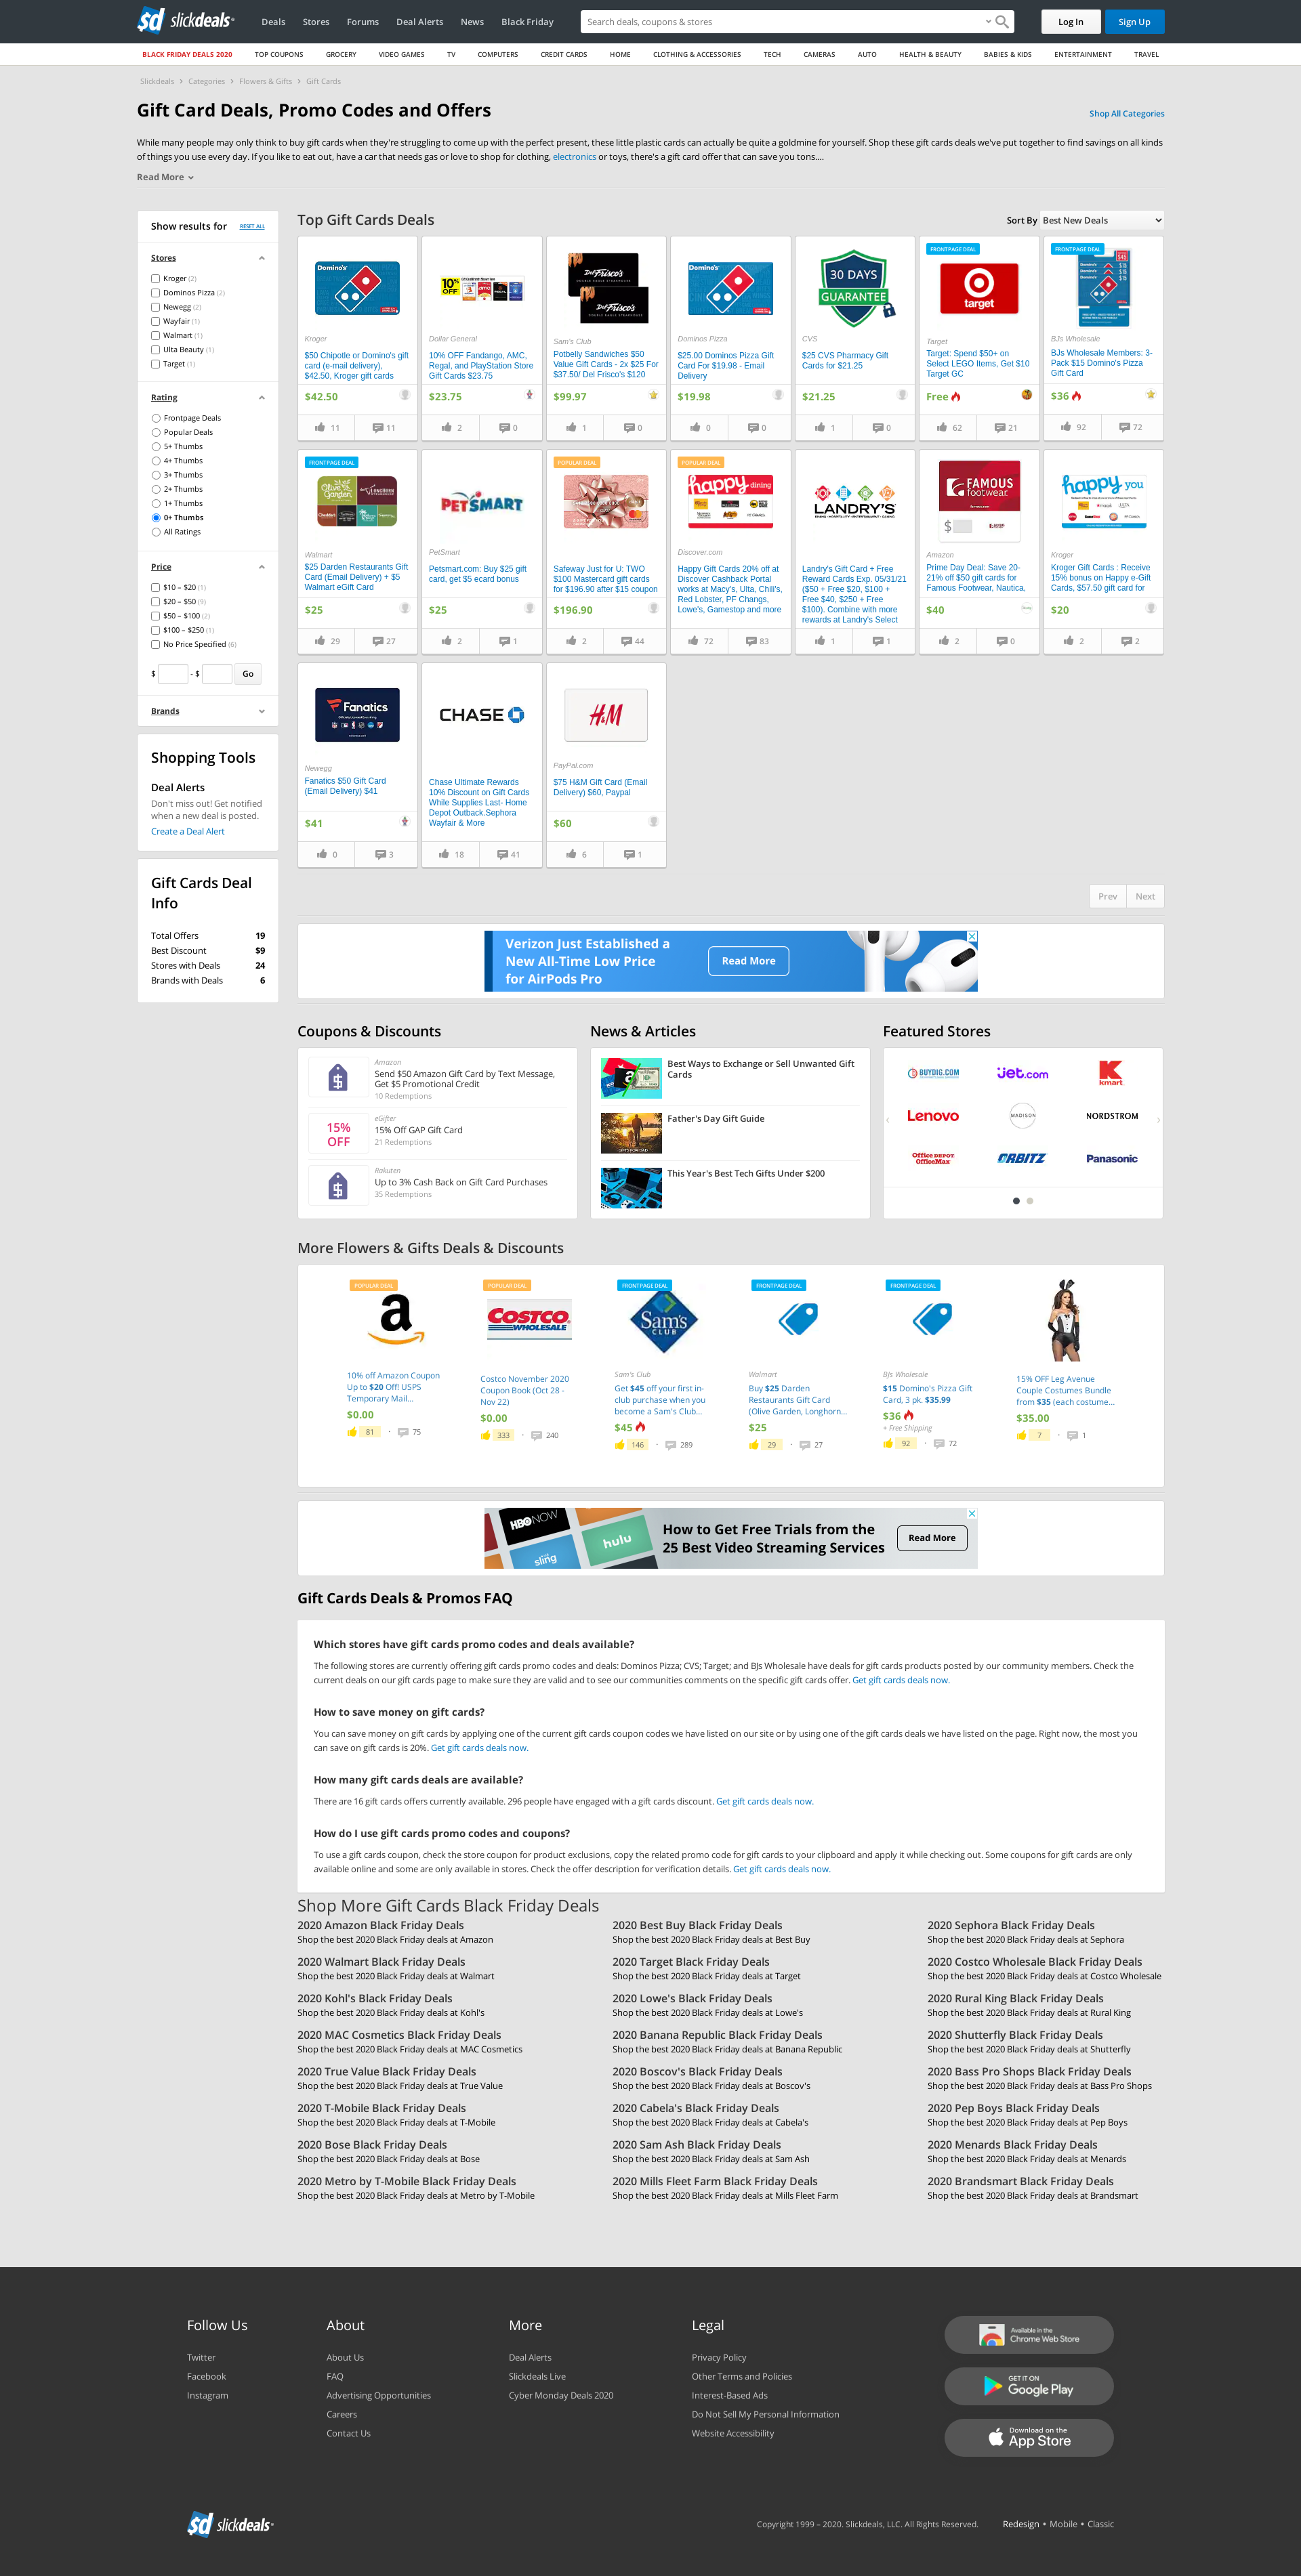 sd slickdeals
Deals Stores Forums Deal Alerts News Black Friday
Search deals, coupons & stores
Log In Sign Up
BLACK FRIDAY DEALS 2020 TOP COUPONS GROCERY VIDEO GAMES TV COMPUTERS CREDIT CARDS HOME CLOTHING & ACCESSORIES TECH CAMERAS AUTO HEALTH & BEAUTY BABIES & KIDS ENTERTAINMENT TRAVEL
Slickdeals > Categories > Flowers & Gifts > Gift Cards
Gift Card Deals, Promo Codes and Offers
Shop All Categories
While many people may only think to buy gift cards when they're struggling to come up with the perfect present, these little plastic cards can actually be quite a goldmine for yourself. Shop these gift cards deals we've put together to find savings on all kinds
of things you use every day. If you like to eat out, have a car that needs gas or love to shop for clothing, electronics or toys, there's a gift card offer that can save you tons....
Read More
Show results for RESET ALL
Stores
Kroger (2)
Dominos Pizza (2)
Newegg (2)
Wayfair (1)
Walmart (1)
Ulta Beauty (1)
Target (1)
Rating
Frontpage Deals
Popular Deals
5+ Thumbs
4+ Thumbs
3+ Thumbs
2+ Thumbs
1+ Thumbs
0+ Thumbs
All Ratings
Price
$10 – $20 (1)
$20 – $50 (9)
$50 – $100 (2)
$100 – $250 (1)
No Price Specified (6)
$ - $ Go
Brands
Shopping Tools
Deal Alerts
Don't miss out! Get notified
when a new deal is posted.
Create a Deal Alert
Gift Cards Deal
Info
Total Offers 19
Best Discount $9
Stores with Deals 24
Brands with Deals 6
Top Gift Cards Deals
Sort By Best New Deals
Domino's
Kroger
$50 Chipotle or Domino's gift
card (e-mail delivery),
$42.50, Kroger gift cards
$42.50
11 11
10% OFF
Dollar General
10% OFF Fandango, AMC,
Regal, and PlayStation Store
Gift Cards $23.75
$23.75
2 0
Del Frisco's
Del Frisco's
Sam's Club
Potbelly Sandwiches $50
Value Gift Cards - 2x $25 For
$37.50/ Del Frisco's $120
$99.97
1 0
Domino's
Dominos Pizza
$25.00 Dominos Pizza Gift
Card For $19.98 - Email
Delivery
$19.98
0 0
30 DAYS
GUARANTEE
CVS
$25 CVS Pharmacy Gift
Cards for $21.25
$21.25
1 0
FRONTPAGE DEAL
target
Target
Target: Spend $50+ on
Select LEGO Items, Get $10
Target GC
Free
62 21
FRONTPAGE DEAL
BJs Wholesale
BJs Wholesale Members: 3-
Pack $15 Domino's Pizza
Gift Card
$36
92 72
FRONTPAGE DEAL
Olive Garden
Walmart
$25 Darden Restaurants Gift
Card (Email Delivery) + $5
Walmart eGift Card
$25
29 27
PETSMART
PetSmart
Petsmart.com: Buy $25 gift
card, get $5 ecard bonus
$25
2 1
POPULAR DEAL
Safeway Just for U: TWO
$100 Mastercard gift cards
for $196.90 after $15 coupon
$196.90
2 44
POPULAR DEAL
happy dining
Discover.com
Happy Gift Cards 20% off at
Discover Cashback Portal
works at Macy's, Ulta, Chili's,
Red Lobster, PF Changs,
Lowe's, Gamestop and more
72 83
LANDRY'S
Landry's Gift Card + Free
Reward Cards Exp. 05/31/21
($50 + Free $20, $100 +
Free $40, $250 + Free
$100). Combine with more
rewards at Landry's Select
1 1
FAMOUS
footwear.
$
Amazon
Prime Day Deal: Save 20-
21% off $50 gift cards for
Famous Footwear, Nautica,
$40
2 0
happy you
Kroger
Kroger Gift Cards : Receive
15% bonus on Happy e-Gift
Cards, $57.50 gift card for
$20
2 2
Fanatics
Newegg
Fanatics $50 Gift Card
(Email Delivery) $41
$41
0 3
CHASE
Chase Ultimate Rewards
10% Discount on Gift Cards
While Supplies Last- Home
Depot Outback.Sephora
Wayfair & More
18 41
H&M
PayPal.com
$75 H&M Gift Card (Email
Delivery) $60, Paypal
$60
6 1
Prev Next
Verizon Just Established a
New All-Time Low Price
for AirPods Pro
Read More
Coupons & Discounts
Amazon
Send $50 Amazon Gift Card by Text Message,
Get $5 Promotional Credit
10 Redemptions
15%
OFF
eGifter
15% Off GAP Gift Card
21 Redemptions
Rakuten
Up to 3% Cash Back on Gift Card Purchases
35 Redemptions
News & Articles
Best Ways to Exchange or Sell Unwanted Gift
Cards
GIFTS FOR DAD
Father's Day Gift Guide
This Year's Best Tech Gifts Under $200
Featured Stores
BUYDIG.COM jet.com kmart
Lenovo MADISON NORDSTROM
Office DEPOT
OfficeMax ORBITZ Panasonic
More Flowers & Gifts Deals & Discounts
POPULAR DEAL
a
10% off Amazon Coupon
Up to $20 Off! USPS
Temporary Mail...
$0.00
81 · 75
POPULAR DEAL
COSTCO
WHOLESALE
Costco November 2020
Coupon Book (Oct 28 -
Nov 22)
$0.00
333 · 240
FRONTPAGE DEAL
Sam's
CLUB
Sam's Club
Get $45 off your first in-
club purchase when you
become a Sam's Club...
$45
146 · 289
FRONTPAGE DEAL
Walmart
Buy $25 Darden
Restaurants Gift Card
(Olive Garden, Longhorn...
$25
29 · 27
FRONTPAGE DEAL
BJs Wholesale
$15 Domino's Pizza Gift
Card, 3 pk. $35.99
$36
+ Free Shipping
92 · 72
15% OFF Leg Avenue
Couple Costumes Bundle
from $35 (each costume...
$35.00
7 · 1
HBO NOW
sling
hulu
How to Get Free Trials from the
25 Best Video Streaming Services
Read More
Gift Cards Deals & Promos FAQ
Which stores have gift cards promo codes and deals available?
The following stores are currently offering gift cards promo codes and deals: Dominos Pizza; CVS; Target; and BJs Wholesale have deals for gift cards products posted by our community members. Check the
current deals on our gift cards page to make sure they are valid and to see our communities comments on the specific gift cards offer. Get gift cards deals now.
How to save money on gift cards?
You can save money on gift cards by applying one of the current gift cards coupon codes we have listed on our site or by using one of the gift cards deals we have listed on the page. Right now, the most you
can save on gift cards is 20%. Get gift cards deals now.
How many gift cards deals are available?
There are 16 gift cards offers currently available. 296 people have engaged with a gift cards discount. Get gift cards deals now.
How do I use gift cards promo codes and coupons?
To use a gift cards coupon, check the store coupon for product exclusions, copy the related promo code for gift cards to your clipboard and apply it while checking out. Some coupons for gift cards are only
available online and some are only available in stores. Check the offer description for verification details. Get gift cards deals now.
Shop More Gift Cards Black Friday Deals
2020 Amazon Black Friday Deals
Shop the best 2020 Black Friday deals at Amazon
2020 Walmart Black Friday Deals
Shop the best 2020 Black Friday deals at Walmart
2020 Kohl's Black Friday Deals
Shop the best 2020 Black Friday deals at Kohl's
2020 MAC Cosmetics Black Friday Deals
Shop the best 2020 Black Friday deals at MAC Cosmetics
2020 True Value Black Friday Deals
Shop the best 2020 Black Friday deals at True Value
2020 T-Mobile Black Friday Deals
Shop the best 2020 Black Friday deals at T-Mobile
2020 Bose Black Friday Deals
Shop the best 2020 Black Friday deals at Bose
2020 Metro by T-Mobile Black Friday Deals
Shop the best 2020 Black Friday deals at Metro by T-Mobile
2020 Best Buy Black Friday Deals
Shop the best 2020 Black Friday deals at Best Buy
2020 Target Black Friday Deals
Shop the best 2020 Black Friday deals at Target
2020 Lowe's Black Friday Deals
Shop the best 2020 Black Friday deals at Lowe's
2020 Banana Republic Black Friday Deals
Shop the best 2020 Black Friday deals at Banana Republic
2020 Boscov's Black Friday Deals
Shop the best 2020 Black Friday deals at Boscov's
2020 Cabela's Black Friday Deals
Shop the best 2020 Black Friday deals at Cabela's
2020 Sam Ash Black Friday Deals
Shop the best 2020 Black Friday deals at Sam Ash
2020 Mills Fleet Farm Black Friday Deals
Shop the best 2020 Black Friday deals at Mills Fleet Farm
2020 Sephora Black Friday Deals
Shop the best 2020 Black Friday deals at Sephora
2020 Costco Wholesale Black Friday Deals
Shop the best 2020 Black Friday deals at Costco Wholesale
2020 Rural King Black Friday Deals
Shop the best 2020 Black Friday deals at Rural King
2020 Shutterfly Black Friday Deals
Shop the best 2020 Black Friday deals at Shutterfly
2020 Bass Pro Shops Black Friday Deals
Shop the best 2020 Black Friday deals at Bass Pro Shops
2020 Pep Boys Black Friday Deals
Shop the best 2020 Black Friday deals at Pep Boys
2020 Menards Black Friday Deals
Shop the best 2020 Black Friday deals at Menards
2020 Brandsmart Black Friday Deals
Shop the best 2020 Black Friday deals at Brandsmart
Follow Us
Twitter
Facebook
Instagram
About
About Us
FAQ
Advertising Opportunities
Careers
Contact Us
More
Deal Alerts
Slickdeals Live
Cyber Monday Deals 2020
Legal
Privacy Policy
Other Terms and Policies
Interest-Based Ads
Do Not Sell My Personal Information
Website Accessibility
Available in the
Chrome Web Store
GET IT ON
Google Play
Download on the
App Store
sd slickdeals
Copyright 1999 – 2020. Slickdeals, LLC. All Rights Reserved. Redesign • Mobile • Classic